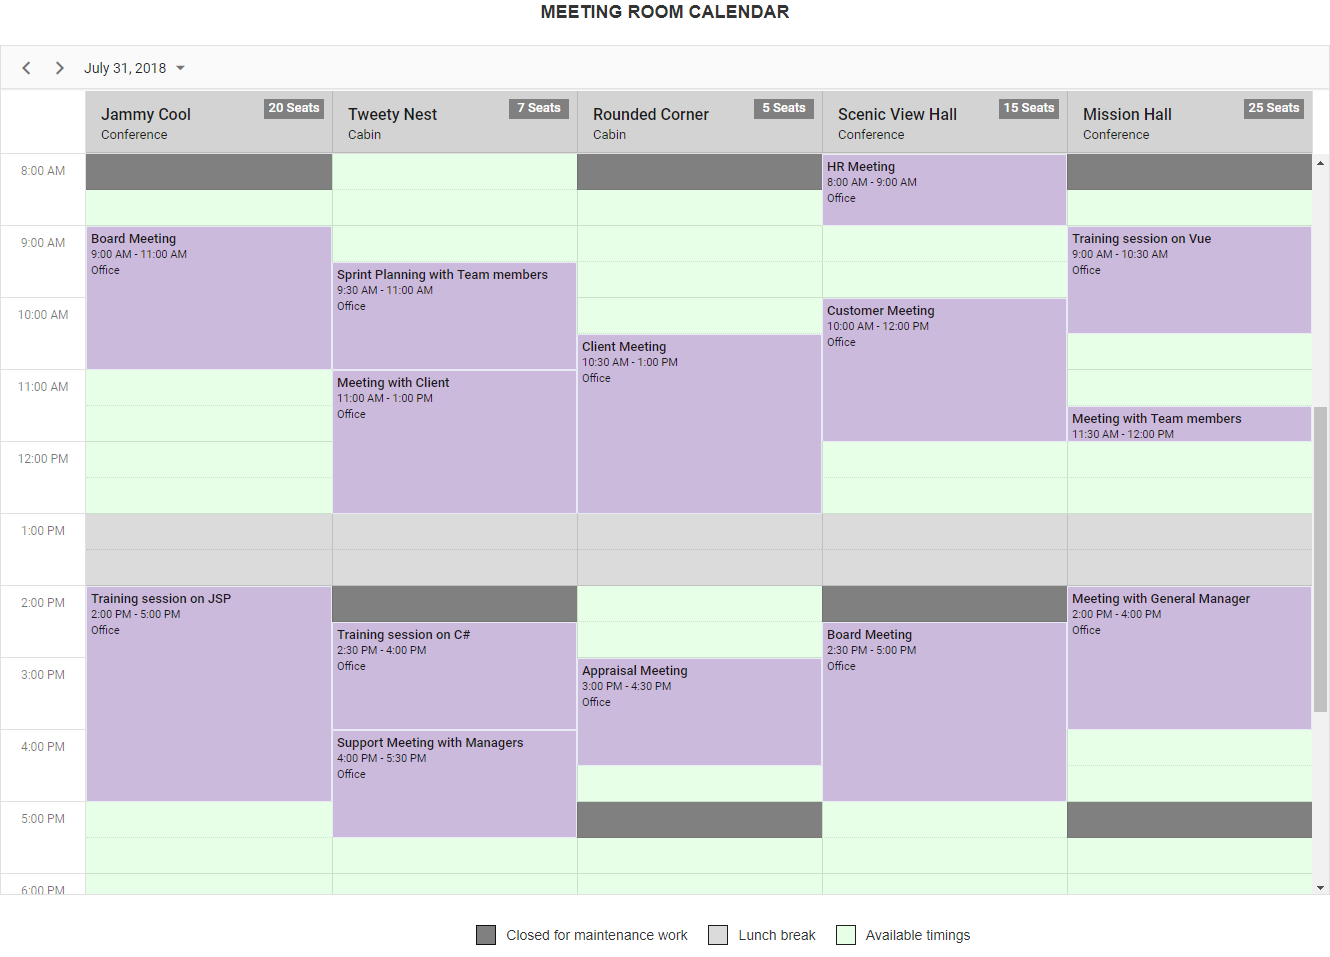 MEETING ROOM CALENDAR
July 31, 2018
Jammy Cool
20 Seats
Conference
Tweety Nest
7 Seats
Cabin
Rounded Corner
5 Seats
Cabin
Scenic View Hall
15 Seats
Conference
Mission Hall
25 Seats
Conference
8:00 AM
9:00 AM
10:00 AM
11:00 AM
12:00 PM
1:00 PM
2:00 PM
3:00 PM
4:00 PM
5:00 PM
6:00 PM
Board Meeting
9:00 AM - 11:00 AM
Office
Training session on JSP
2:00 PM - 5:00 PM
Office
Sprint Planning with Team members
9:30 AM - 11:00 AM
Office
Meeting with Client
11:00 AM - 1:00 PM
Office
Training session on C#
2:30 PM - 4:00 PM
Office
Support Meeting with Managers
4:00 PM - 5:30 PM
Office
Client Meeting
10:30 AM - 1:00 PM
Office
Appraisal Meeting
3:00 PM - 4:30 PM
Office
HR Meeting
8:00 AM - 9:00 AM
Office
Customer Meeting
10:00 AM - 12:00 PM
Office
Board Meeting
2:30 PM - 5:00 PM
Office
Training session on Vue
9:00 AM - 10:30 AM
Office
Meeting with Team members
11:30 AM - 12:00 PM
Meeting with General Manager
2:00 PM - 4:00 PM
Office
Closed for maintenance work
Lunch break
Available timings